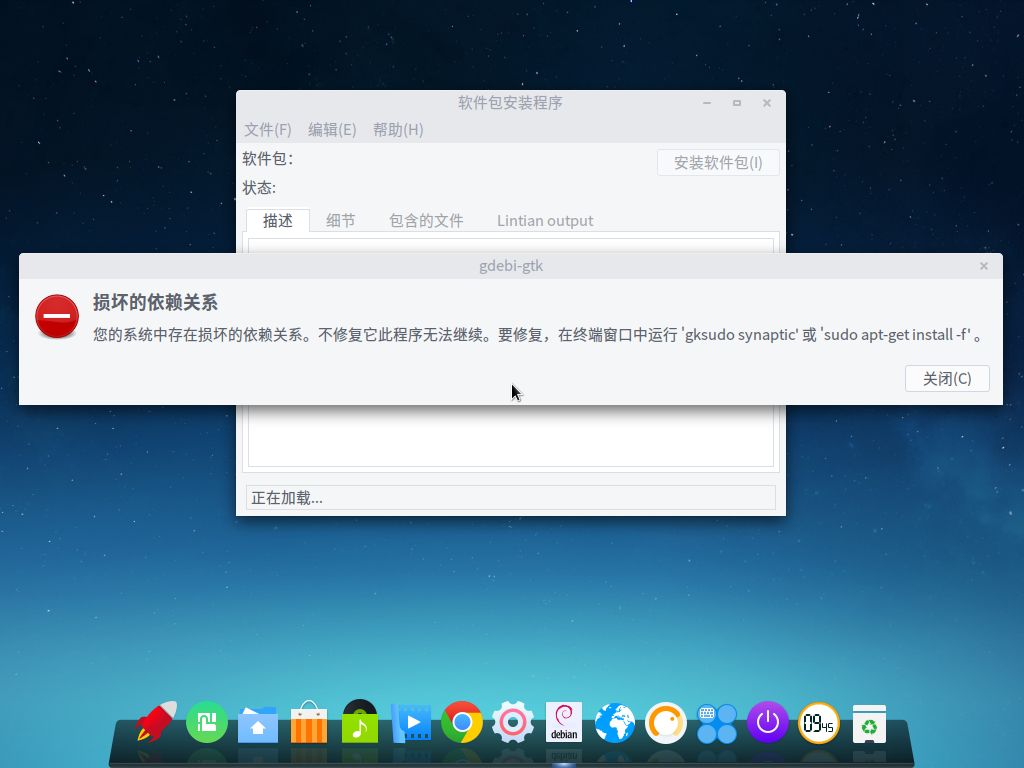 软件包安装程序
文件(F) 编辑(E) 帮助(H)
软件包:
安装软件包(I)
状态:
描述 细节 包含的文件 Lintian output
gdebi-gtk
损坏的依赖关系
您的系统中存在损坏的依赖关系。不修复它此程序无法继续。要修复，在终端窗口中运行 'gksudo synaptic' 或 'sudo apt-get install -f' 。
关闭(C)
正在加载...
debian
09 45